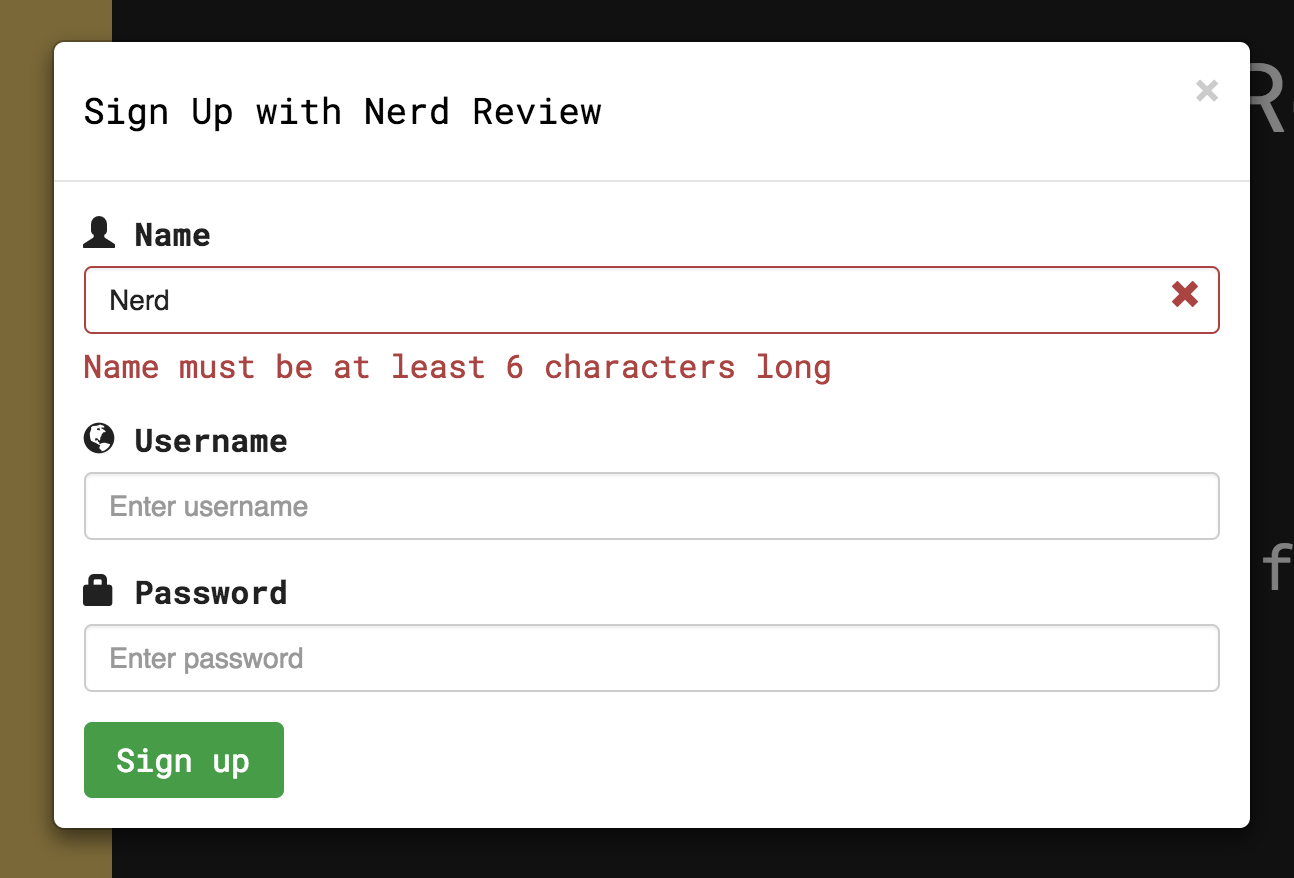 Sign Up with Nerd Review
×
Name
Nerd
Name must be at least 6 characters long
Username
Enter username
Password
Enter password
Sign up